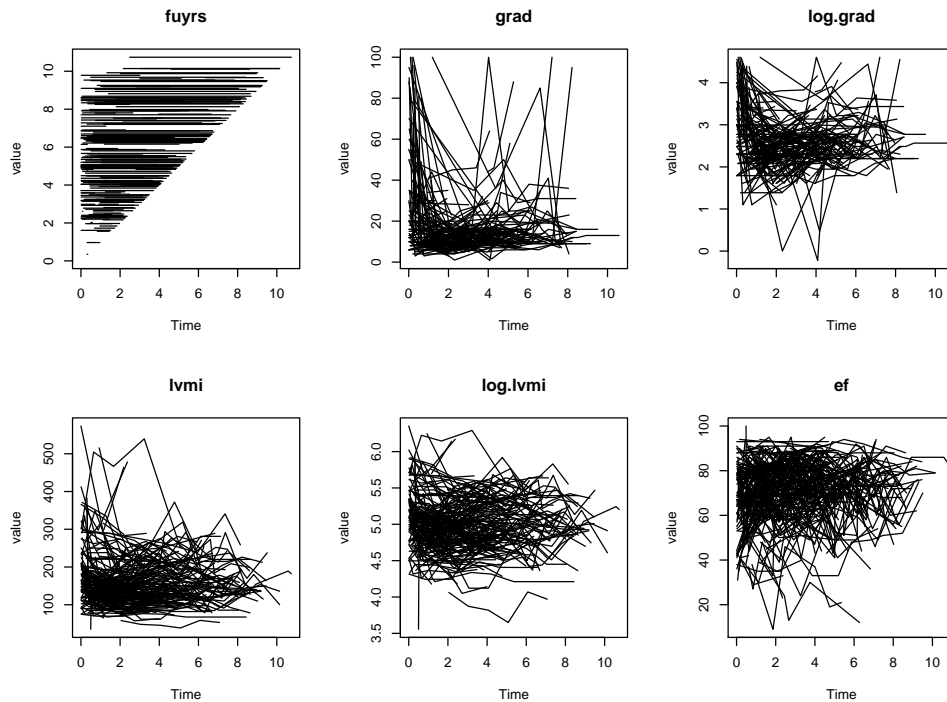 fuyrs
value
0 2 4 6 8 10
0 2 4 6 8 10
Time
grad
value
0 20 40 60 80 100
0 2 4 6 8 10
Time
log.grad
value
0 1 2 3 4
0 2 4 6 8 10
Time
lvmi
value
100 200 300 400 500
0 2 4 6 8 10
Time
log.lvmi
value
3.5 4.0 4.5 5.0 5.5 6.0
0 2 4 6 8 10
Time
ef
value
20 40 60 80 100
0 2 4 6 8 10
Time